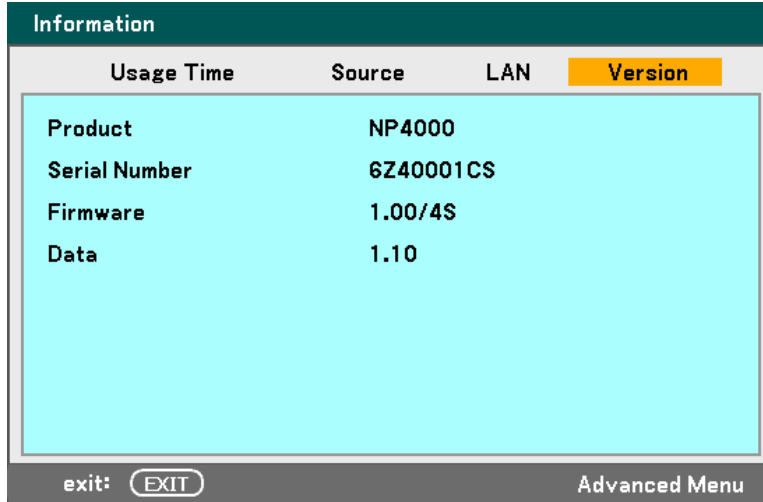 Information
Usage Time Source LAN Version
Product NP4000
Serial Number 6Z40001CS
Firmware 1.00/4S
Data 1.10
exit: EXIT Advanced Menu